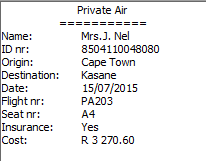 Private Air
===========
Name: Mrs.J. Nel
ID nr: 8504110048080
Origin: Cape Town
Destination: Kasane
Date: 15/07/2015
Flight nr: PA203
Seat nr: A4
Insurance: Yes
Cost: R 3 270.60